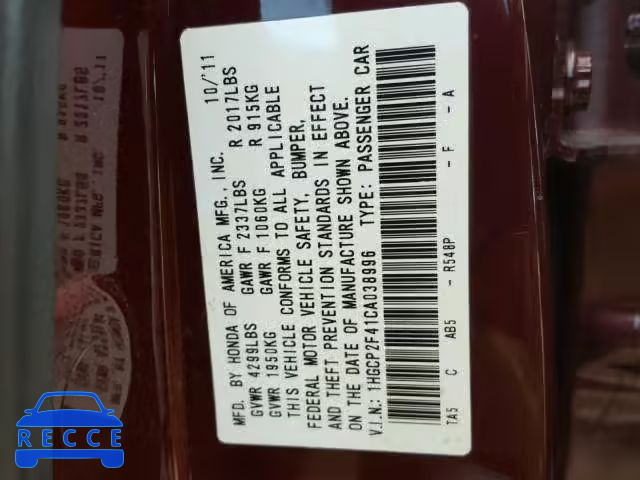 MFD. BY HONDA OF AMERICA MFG., INC. 10/'11
GVWR 4299LBS GAWR F 2337LBS R 2017LBS
GVWR 1950KG GAWR F 1060KG R 915KG
THIS VEHICLE CONFORMS TO ALL APPLICABLE
FEDERAL MOTOR VEHICLE SAFETY, BUMPER,
AND THEFT PREVENTION STANDARDS IN EFFECT
ON THE DATE OF MANUFACTURE SHOWN ABOVE.
V.I.N.: 1HGCP2F41CA038996 TYPE: PASSENGER CAR
TA5 C AB5 - R548P - F - A
RECCE